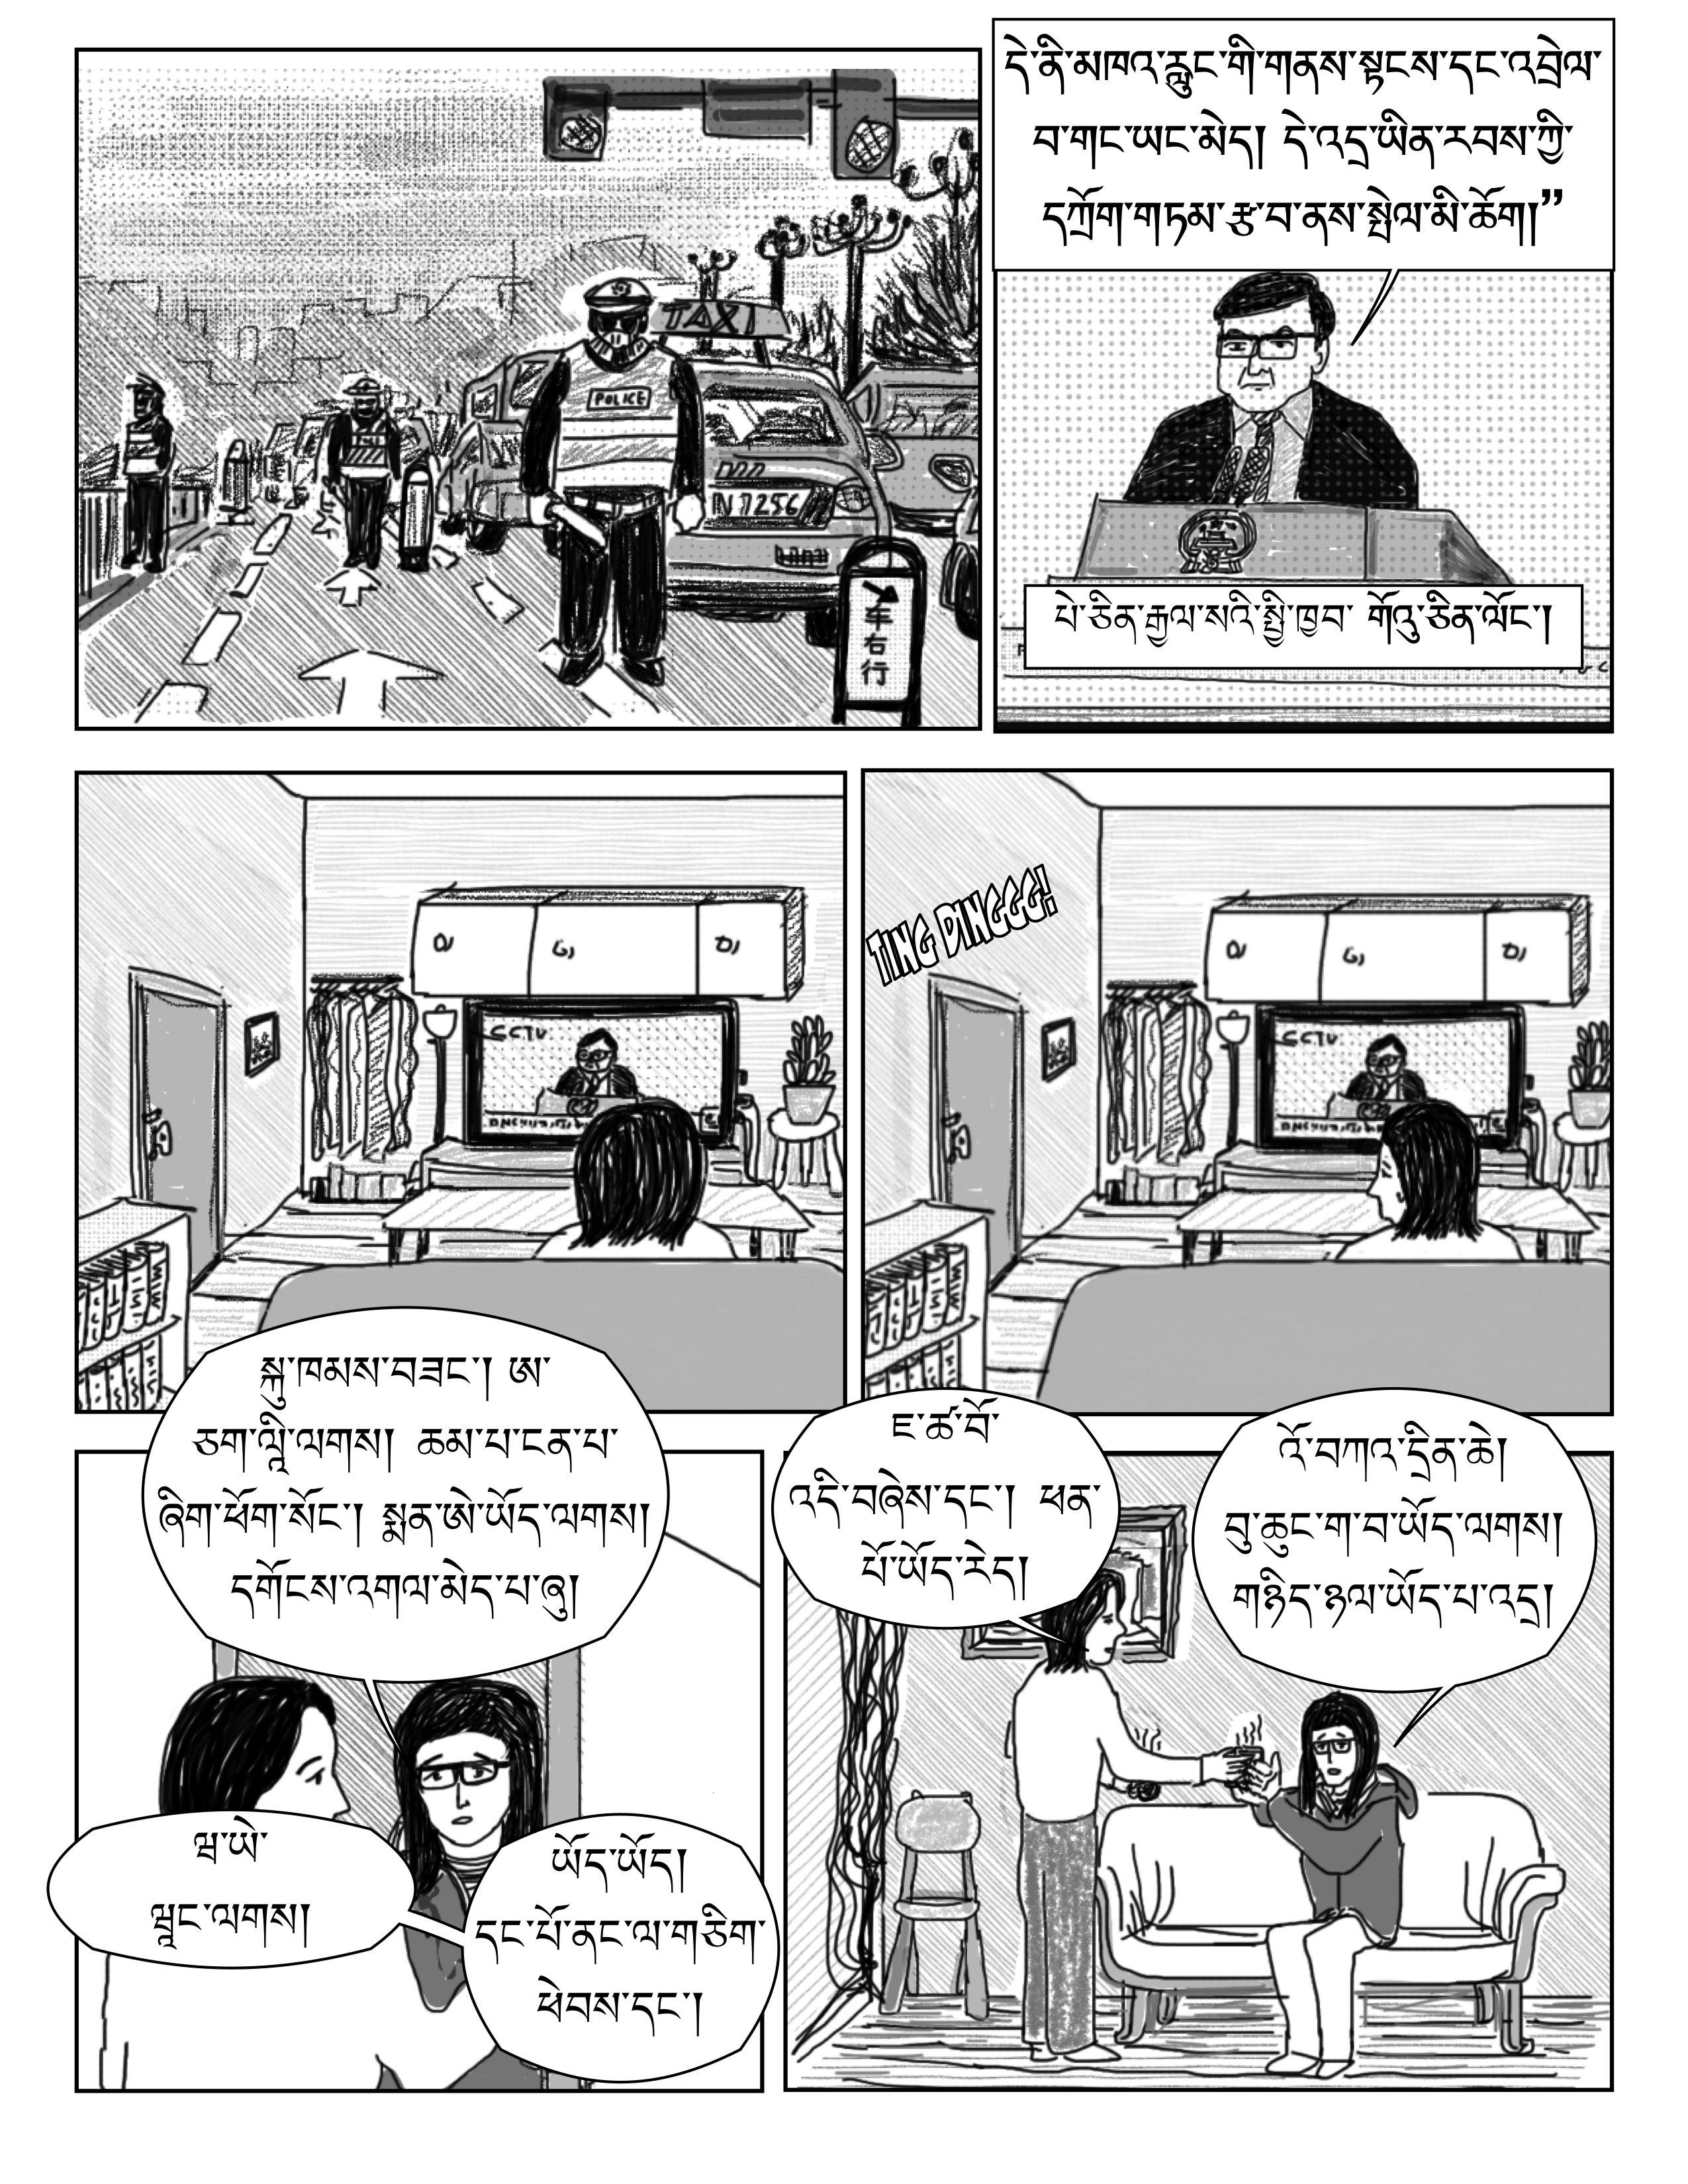 TAXI
POLICE
N7256
车
右
行
དེ་ནི་མཁའ་རླུང་གི་གནས་སྟངས་དང་འབྲེལ་
བ་གང་ཡང་མེད། དེ་འདྲ་ཡིན་རབས་ཀྱི་
དཀྲོག་གཏམ་རྩ་བ་ནས་སྤེལ་མི་ཆོག།”
པེ་ཅིན་རྒྱལ་སའི་སྤྱི་ཁྱབ་ གོའུ་ཅིན་ལོང་།
CCTV
TING DINGGG!
CCTV
སྐུ་ཁམས་བཟང་། ཨ་
ཅག་ལྷི་ལགས། ཆམ་པ་ངན་པ་
ཞིག་ཕོག་སོང་། སྨན་ཨེ་ཡོད་ལགས།
དགོངས་འགལ་མེད་པ་ཞུ།
ཝ་ཡེ་
ལྷུང་ལགས།
ཡོད་ཡོད།
དང་པོ་ནང་ལ་གཅིག་
ཕེབས་དང་།
ཇ་ཚ་བོ་
འདི་བཞེས་དང་། ཕན་
པོ་ཡོད་རེད།
འོ་བཀའ་དྲིན་ཆེ།
བུ་ཆུང་ག་བ་ཡོད་ལགས།
གཉིད་ཉལ་ཡོད་པ་འདྲ།